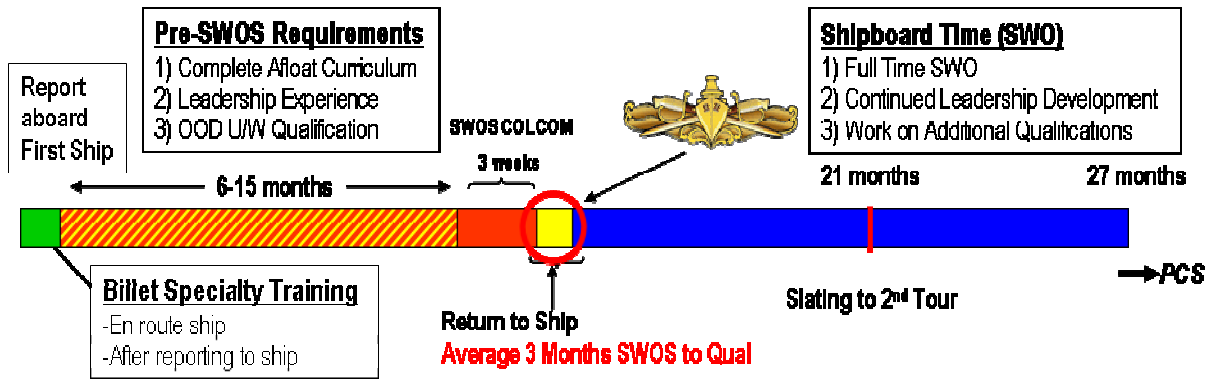 Pre-SWOS Requirements
1) Complete Afloat Curriculum
2) Leadership Experience
3) OOD U/W Qualification
Shipboard Time (SWO)
1) Full Time SWO
2) Continued Leadership Development
3) Work on Additional Qualifications
Report
aboard
First Ship
SWOSCOLCOM
3 weeks
6-15 months
21 months
27 months
PCS
Billet Specialty Training
-En route ship
-After reporting to ship
Return to Ship
Average 3 Months SWOS to Qual
Slating to 2nd Tour